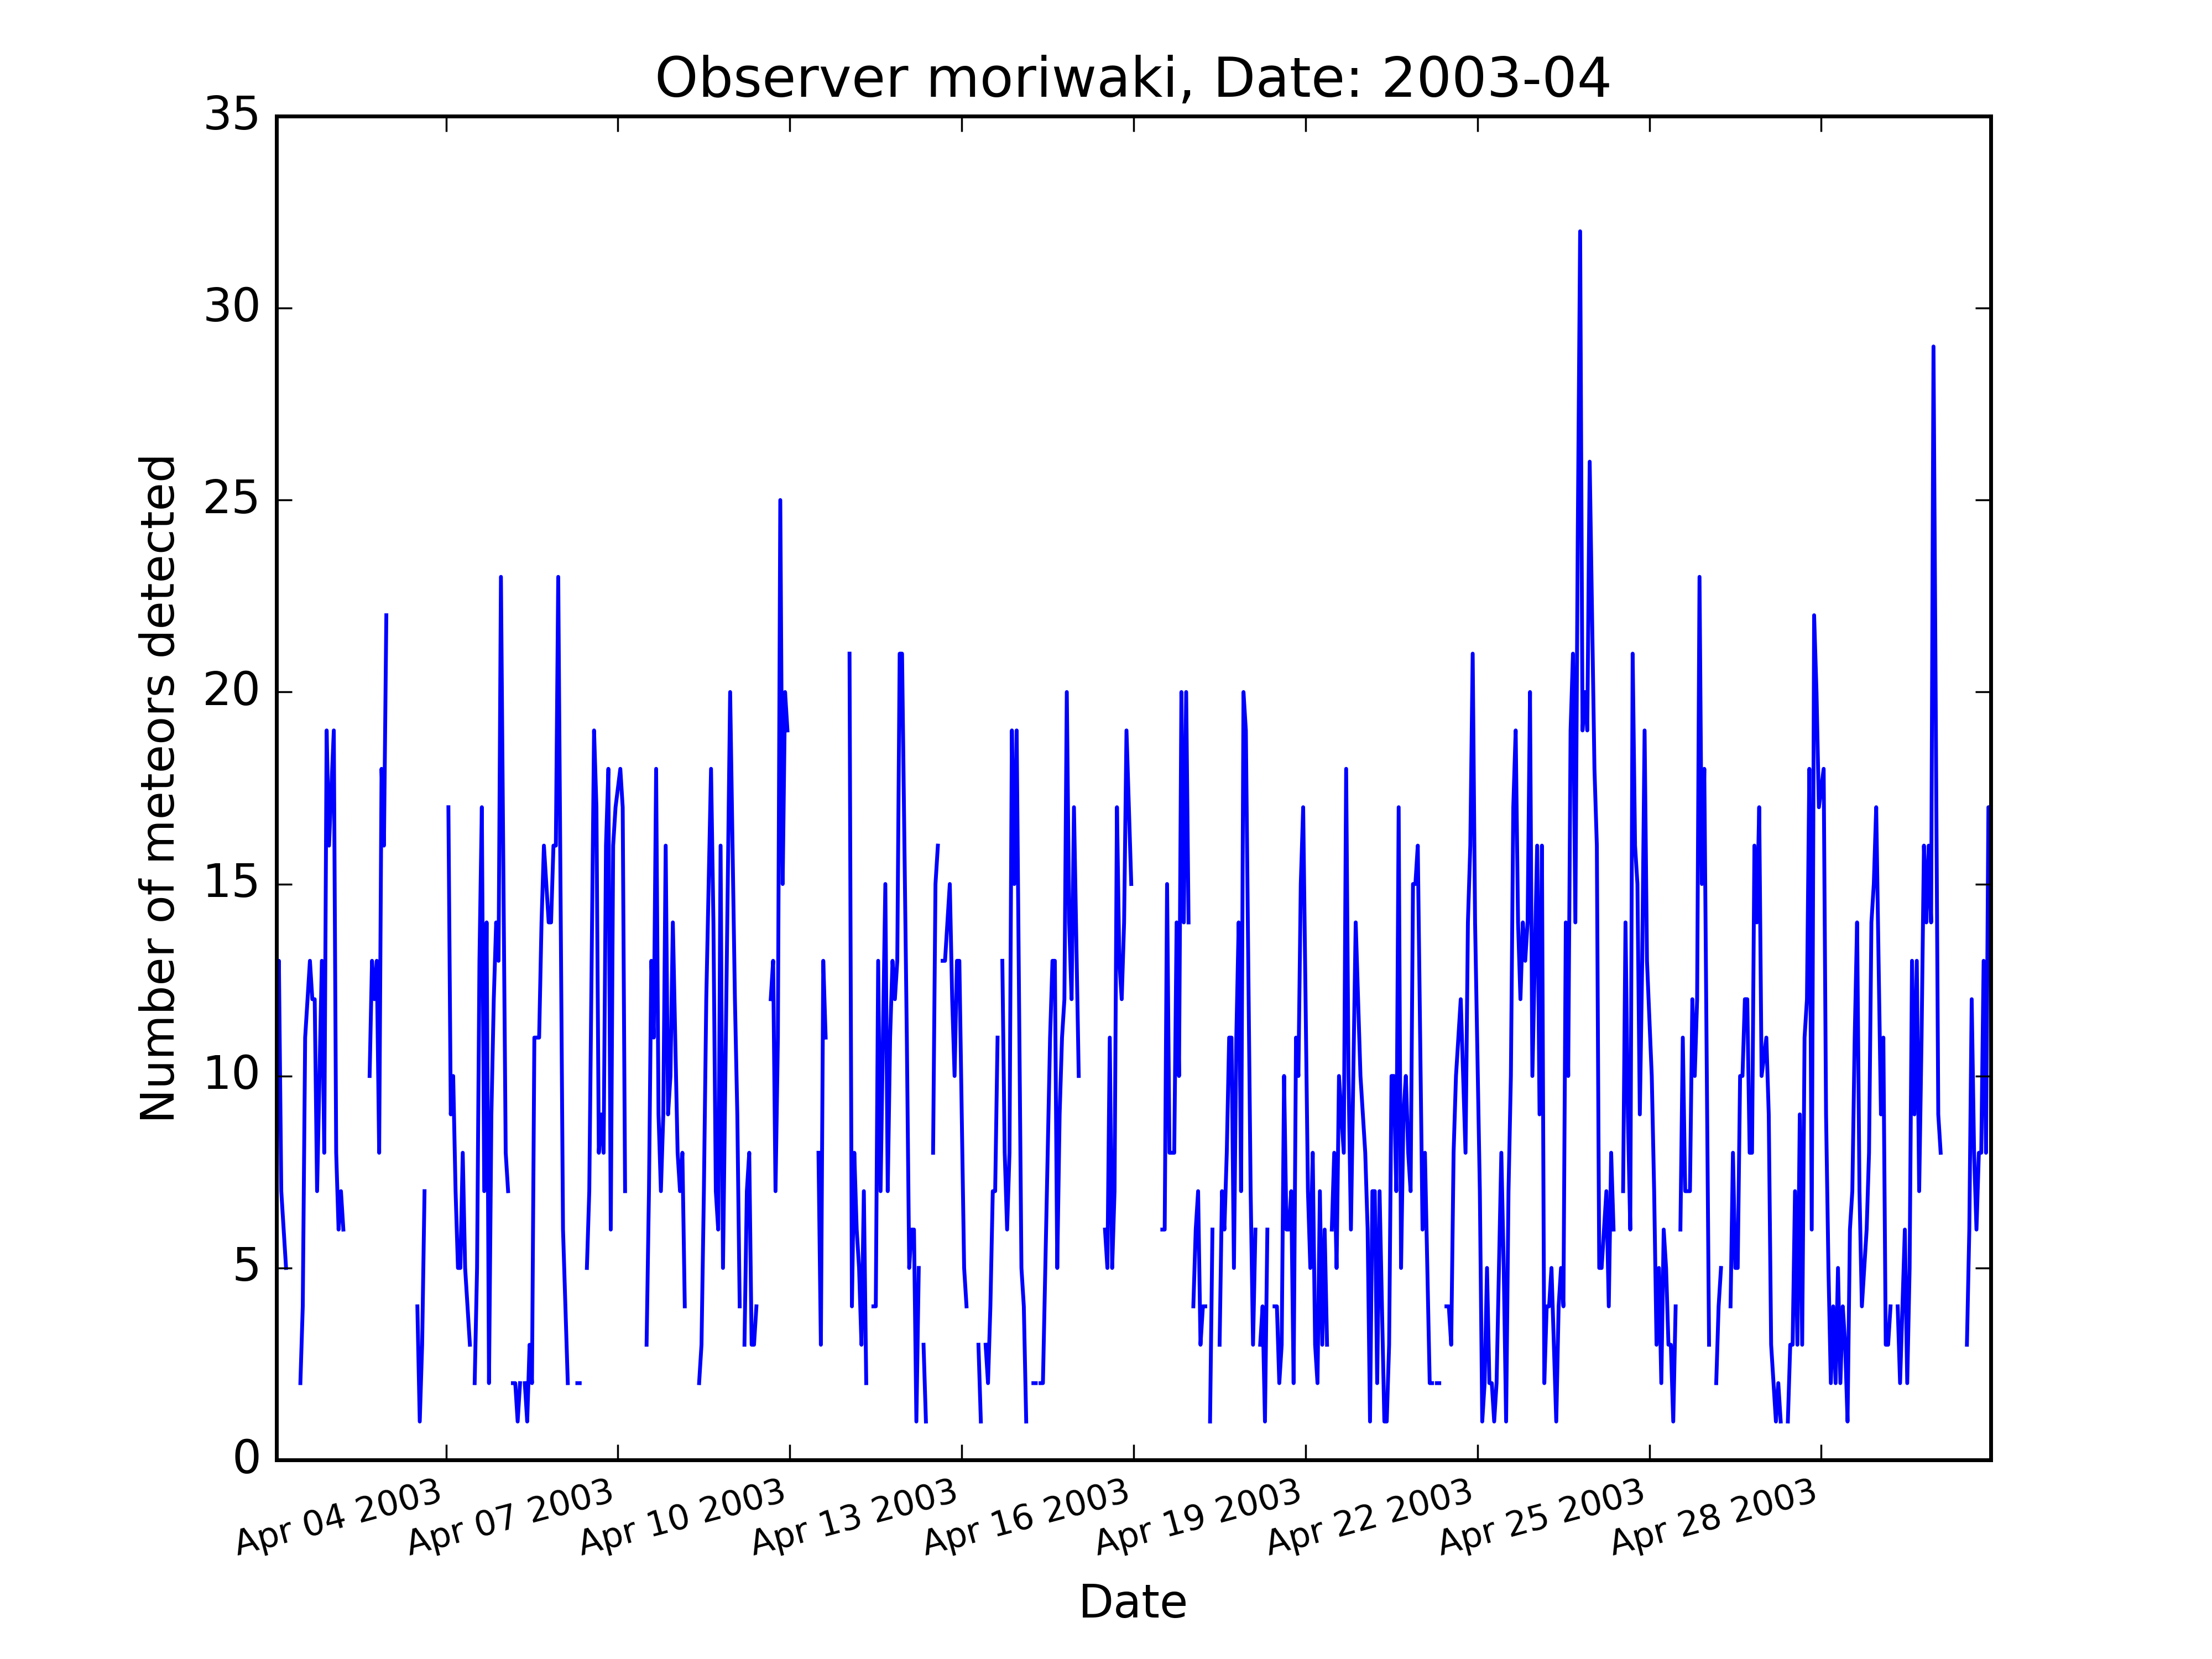 Observer moriwaki, Date: 2003-04
Number of meteors detected
35
30
25
20
15
10
5
0
Apr 04 2003
Apr 07 2003
Apr 10 2003
Apr 13 2003
Apr 16 2003
Apr 19 2003
Apr 22 2003
Apr 25 2003
Apr 28 2003
Date